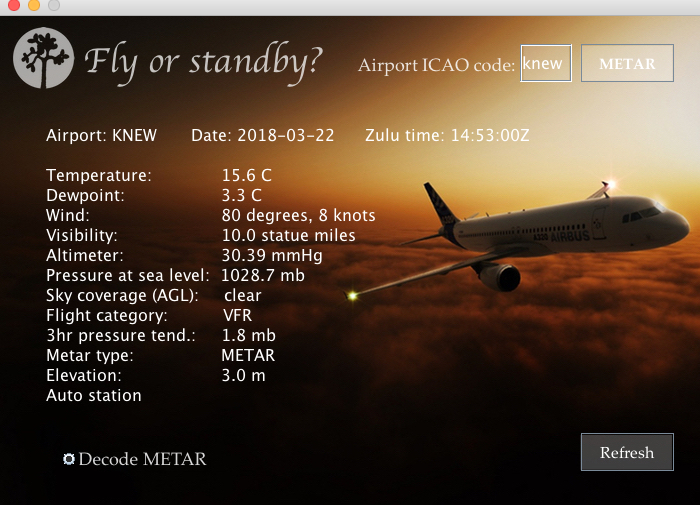 Fly or standby?
Airport ICAO code: knew METAR
Airport: KNEW Date: 2018-03-22 Zulu time: 14:53:00Z
Temperature: 15.6 C
Dewpoint: 3.3 C
Wind: 80 degrees, 8 knots
Visibility: 10.0 statue miles
Altimeter: 30.39 mmHg
Pressure at sea level: 1028.7 mb
Sky coverage (AGL): clear
Flight category: VFR
3hr pressure tend.: 1.8 mb
Metar type: METAR
Elevation: 3.0 m
Auto station
A320 AIRBUS
Decode METAR
Refresh